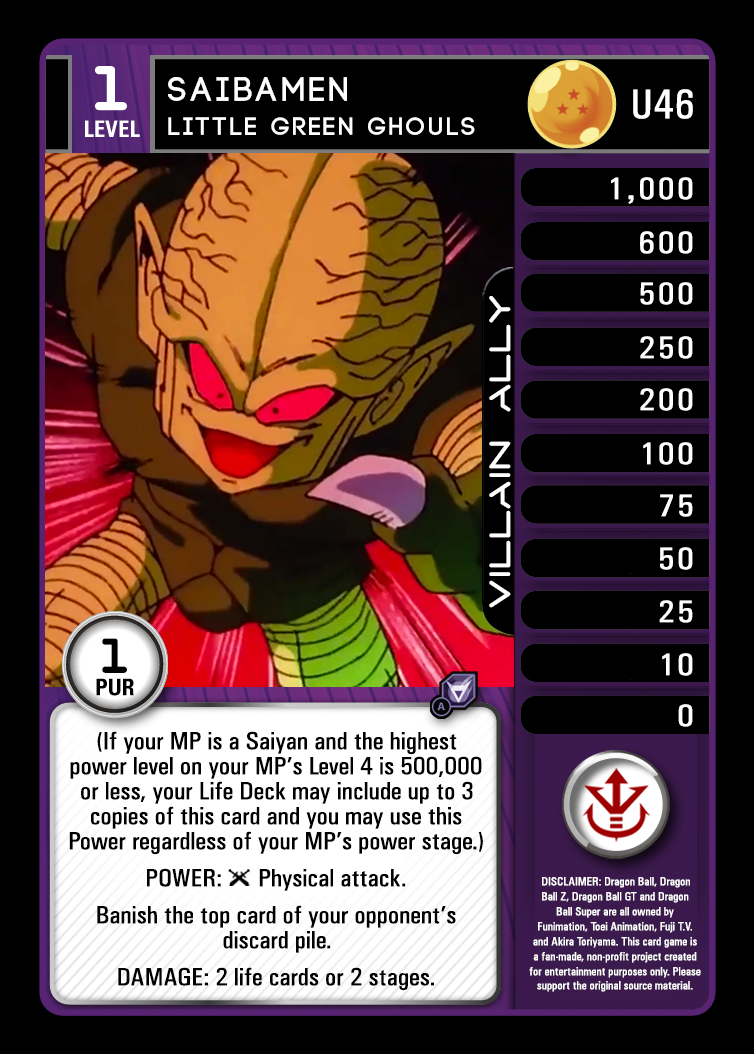 1
LEVEL
SAIBAMEN
LITTLE GREEN GHOULS
U46
1,000
600
500
250
200
100
75
50
25
10
0
VILLAIN ALLY
1
PUR
A
(If your MP is a Saiyan and the highest
power level on your MP's Level 4 is 500,000
or less, your Life Deck may include up to 3
copies of this card and you may use this
Power regardless of your MP's power stage.)
POWER: Physical attack.
Banish the top card of your opponent's
discard pile.
DAMAGE: 2 life cards or 2 stages.
DISCLAIMER: Dragon Ball, Dragon
Ball Z, Dragon Ball GT and Dragon
Ball Super are all owned by
Funimation, Toei Animation, Fuji T.V.
and Akira Toriyama. This card game is
a fan-made, non-profit project created
for entertainment purposes only. Please
support the original source material.